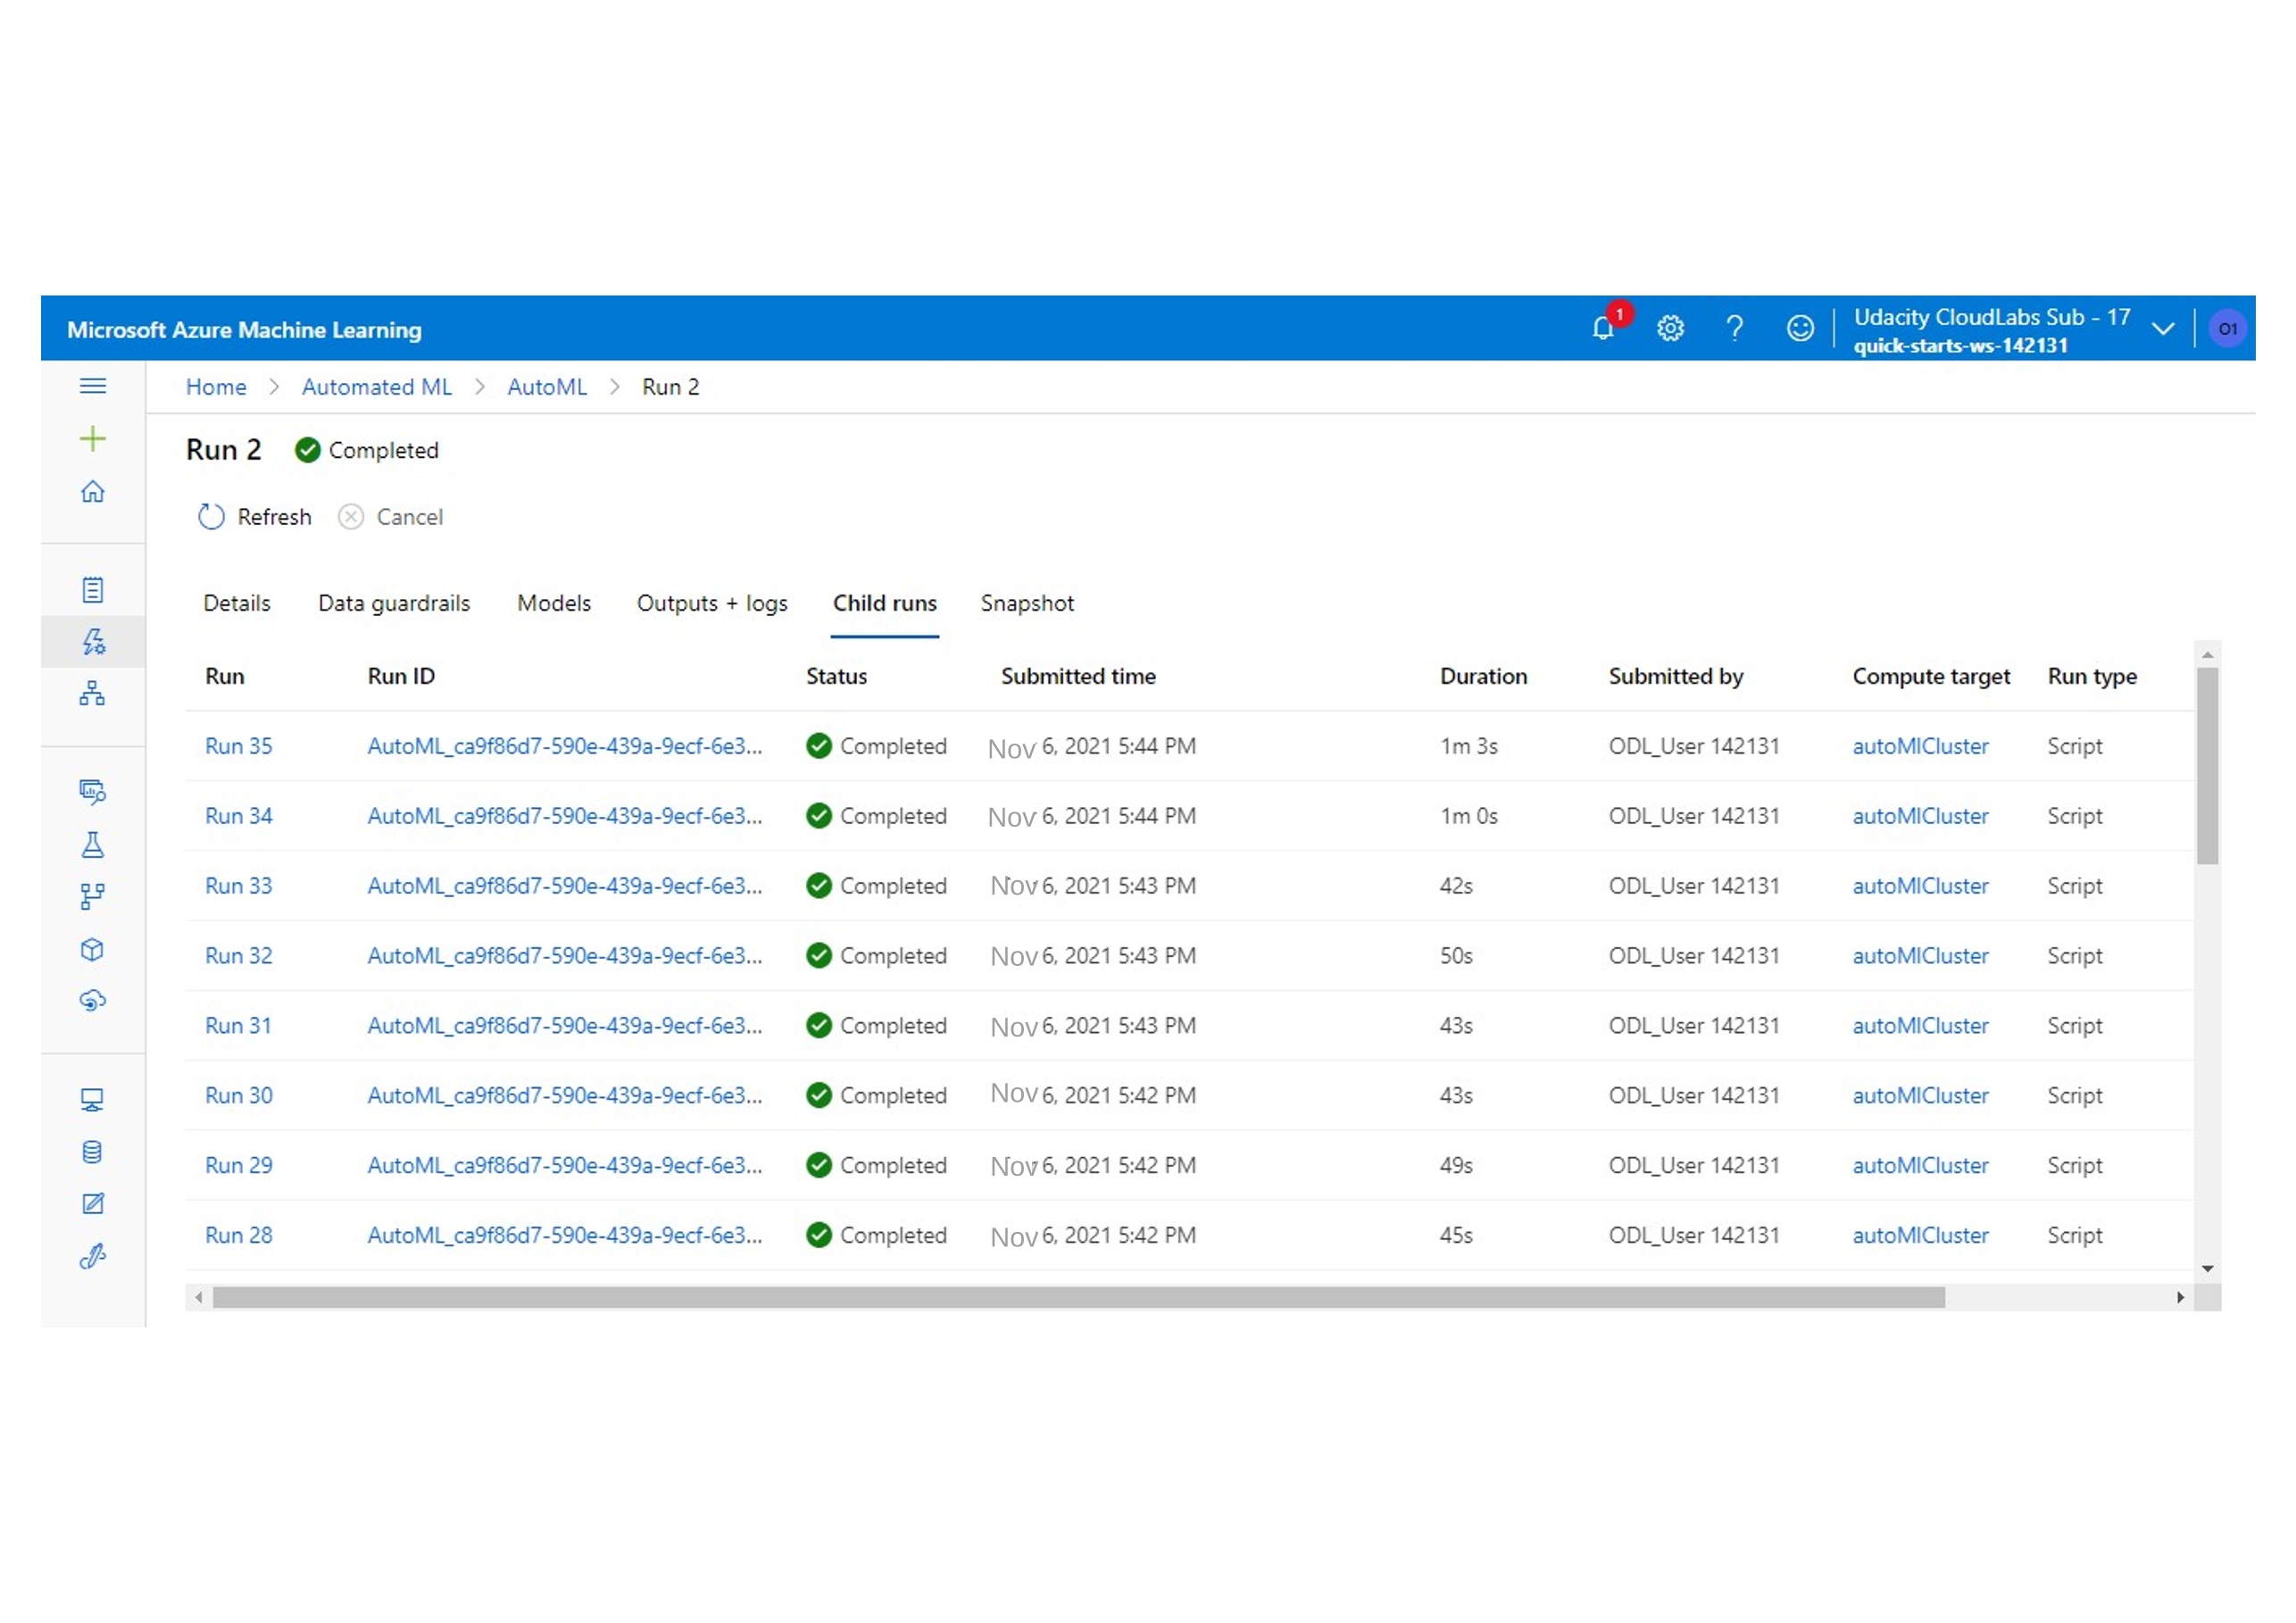 Microsoft Azure Machine Learning
1
Udacity CloudLabs Sub - 17
quick-starts-ws-142131
O1
Home > Automated ML > AutoML > Run 2
Run 2 Completed
Refresh Cancel
Details Data guardrails Models Outputs + logs Child runs Snapshot
Run Run ID Status Submitted time Duration Submitted by Compute target Run type
Run 35 AutoML_ca9f86d7-590e-439a-9ecf-6e3... Completed Nov 6, 2021 5:44 PM 1m 3s ODL_User 142131 autoMlCluster Script
Run 34 AutoML_ca9f86d7-590e-439a-9ecf-6e3... Completed Nov 6, 2021 5:44 PM 1m 0s ODL_User 142131 autoMlCluster Script
Run 33 AutoML_ca9f86d7-590e-439a-9ecf-6e3... Completed Nov 6, 2021 5:43 PM 42s ODL_User 142131 autoMlCluster Script
Run 32 AutoML_ca9f86d7-590e-439a-9ecf-6e3... Completed Nov 6, 2021 5:43 PM 50s ODL_User 142131 autoMlCluster Script
Run 31 AutoML_ca9f86d7-590e-439a-9ecf-6e3... Completed Nov 6, 2021 5:43 PM 43s ODL_User 142131 autoMlCluster Script
Run 30 AutoML_ca9f86d7-590e-439a-9ecf-6e3... Completed Nov 6, 2021 5:42 PM 43s ODL_User 142131 autoMlCluster Script
Run 29 AutoML_ca9f86d7-590e-439a-9ecf-6e3... Completed Nov 6, 2021 5:42 PM 49s ODL_User 142131 autoMlCluster Script
Run 28 AutoML_ca9f86d7-590e-439a-9ecf-6e3... Completed Nov 6, 2021 5:42 PM 45s ODL_User 142131 autoMlCluster Script